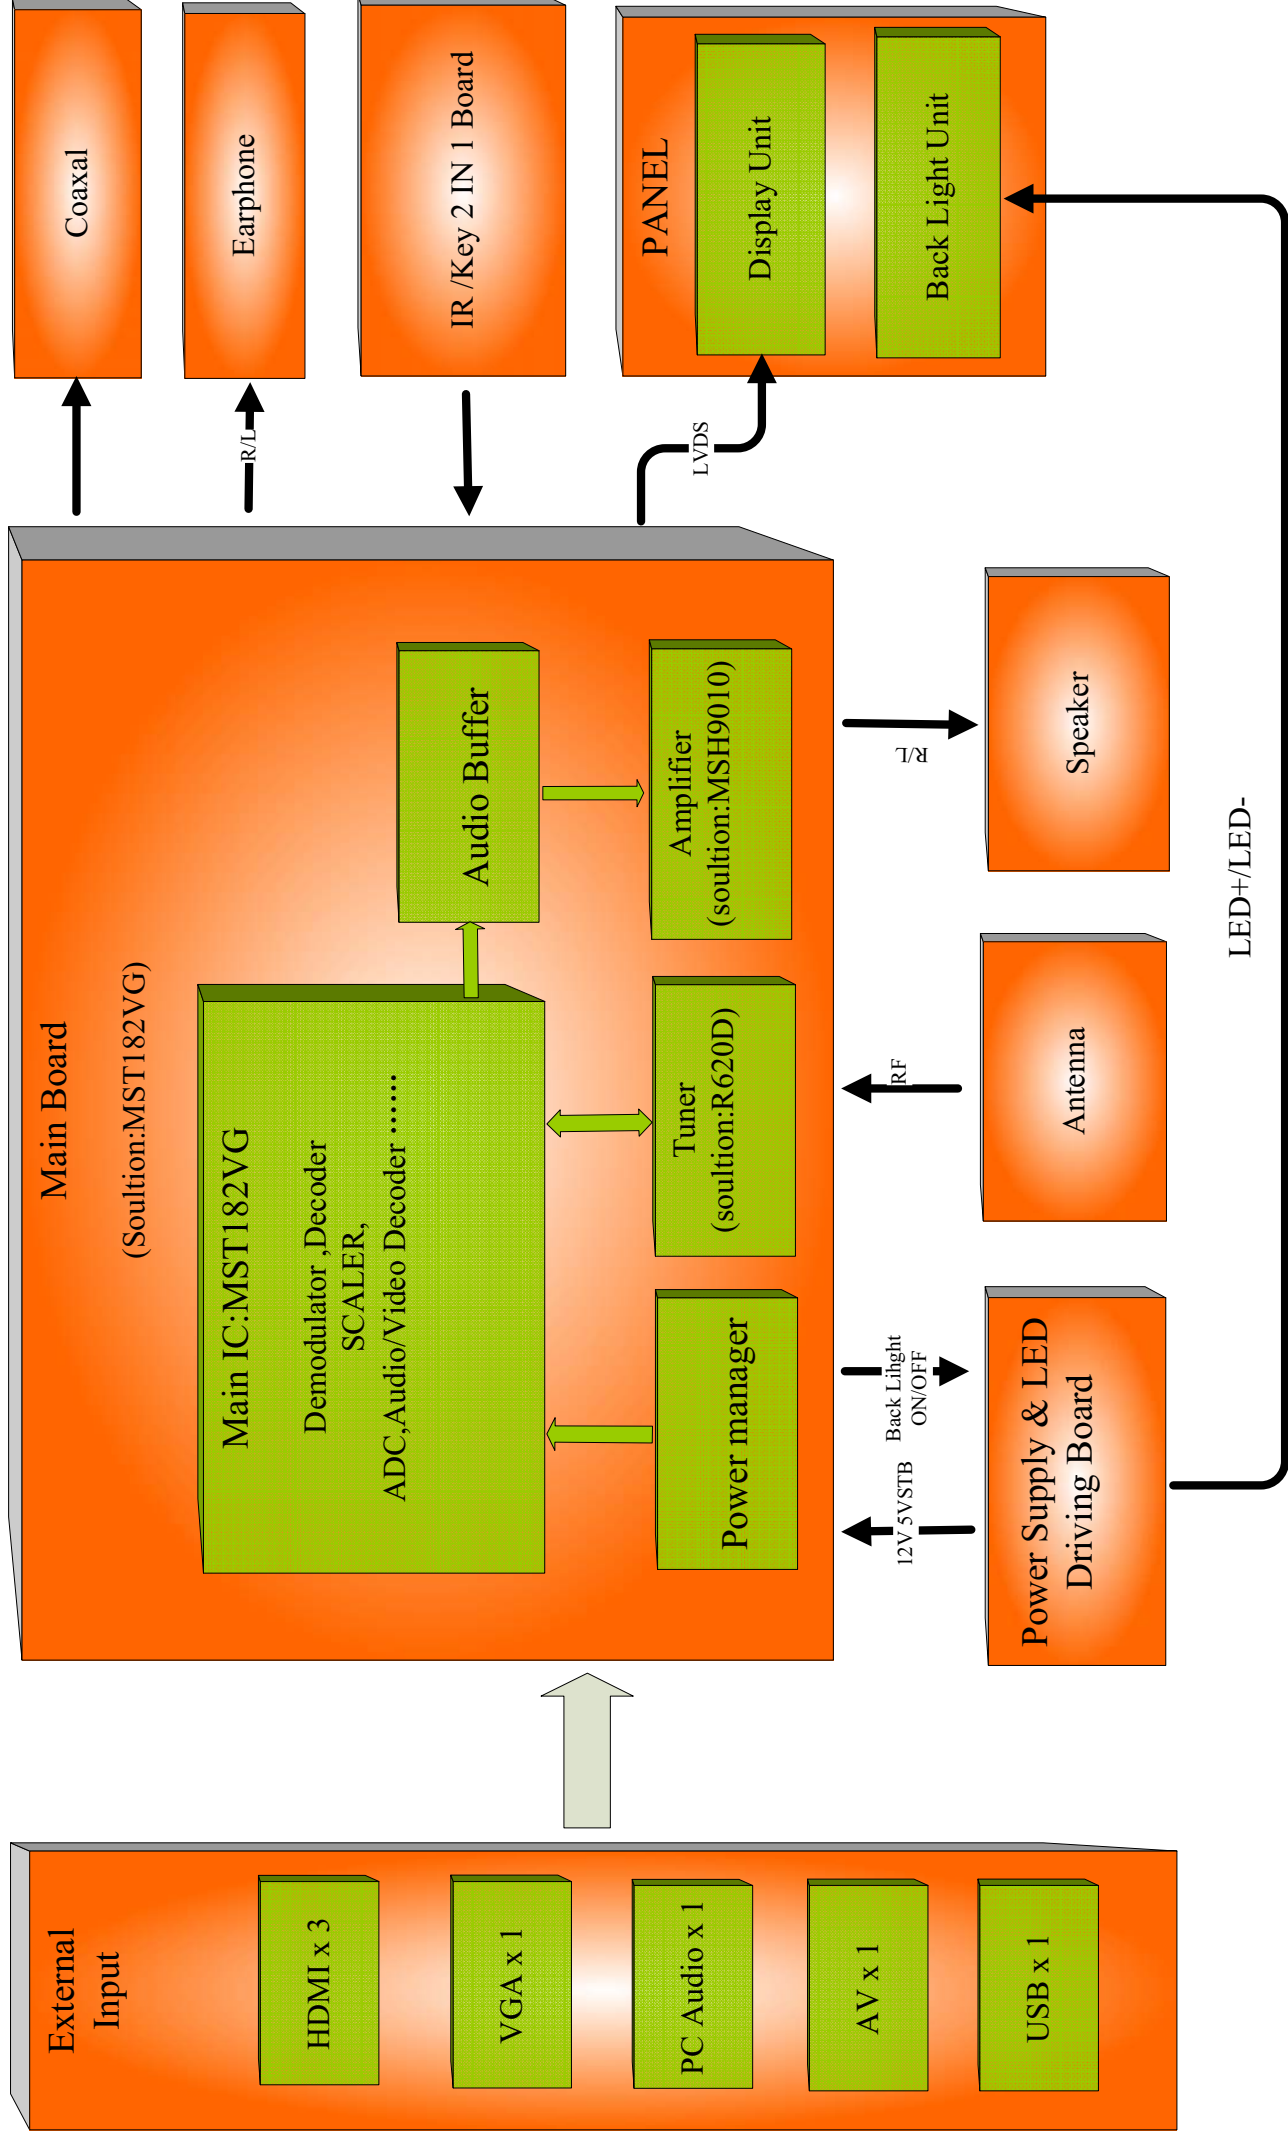 External
Input
HDMI x 3
VGA x 1
PC Audio x 1
AV x 1
USB x 1
Main Board
(Soultion:MST182VG)
Main IC:MST182VG
Demodulator ,Decoder
SCALER,
ADC,Audio/Video Decoder ......
Audio Buffer
Power manager
Tuner
(soultion:R620D)
Amplifier
(soultion:MSH9010)
Coaxal
R/L
Earphone
IR /Key 2 IN 1 Board
LVDS
PANEL
Display Unit
Back Light Unit
12V 5VSTB
Back Lihght
ON/OFF
RF
R/L
Power Supply & LED
Driving Board
Antenna
Speaker
LED+/LED-